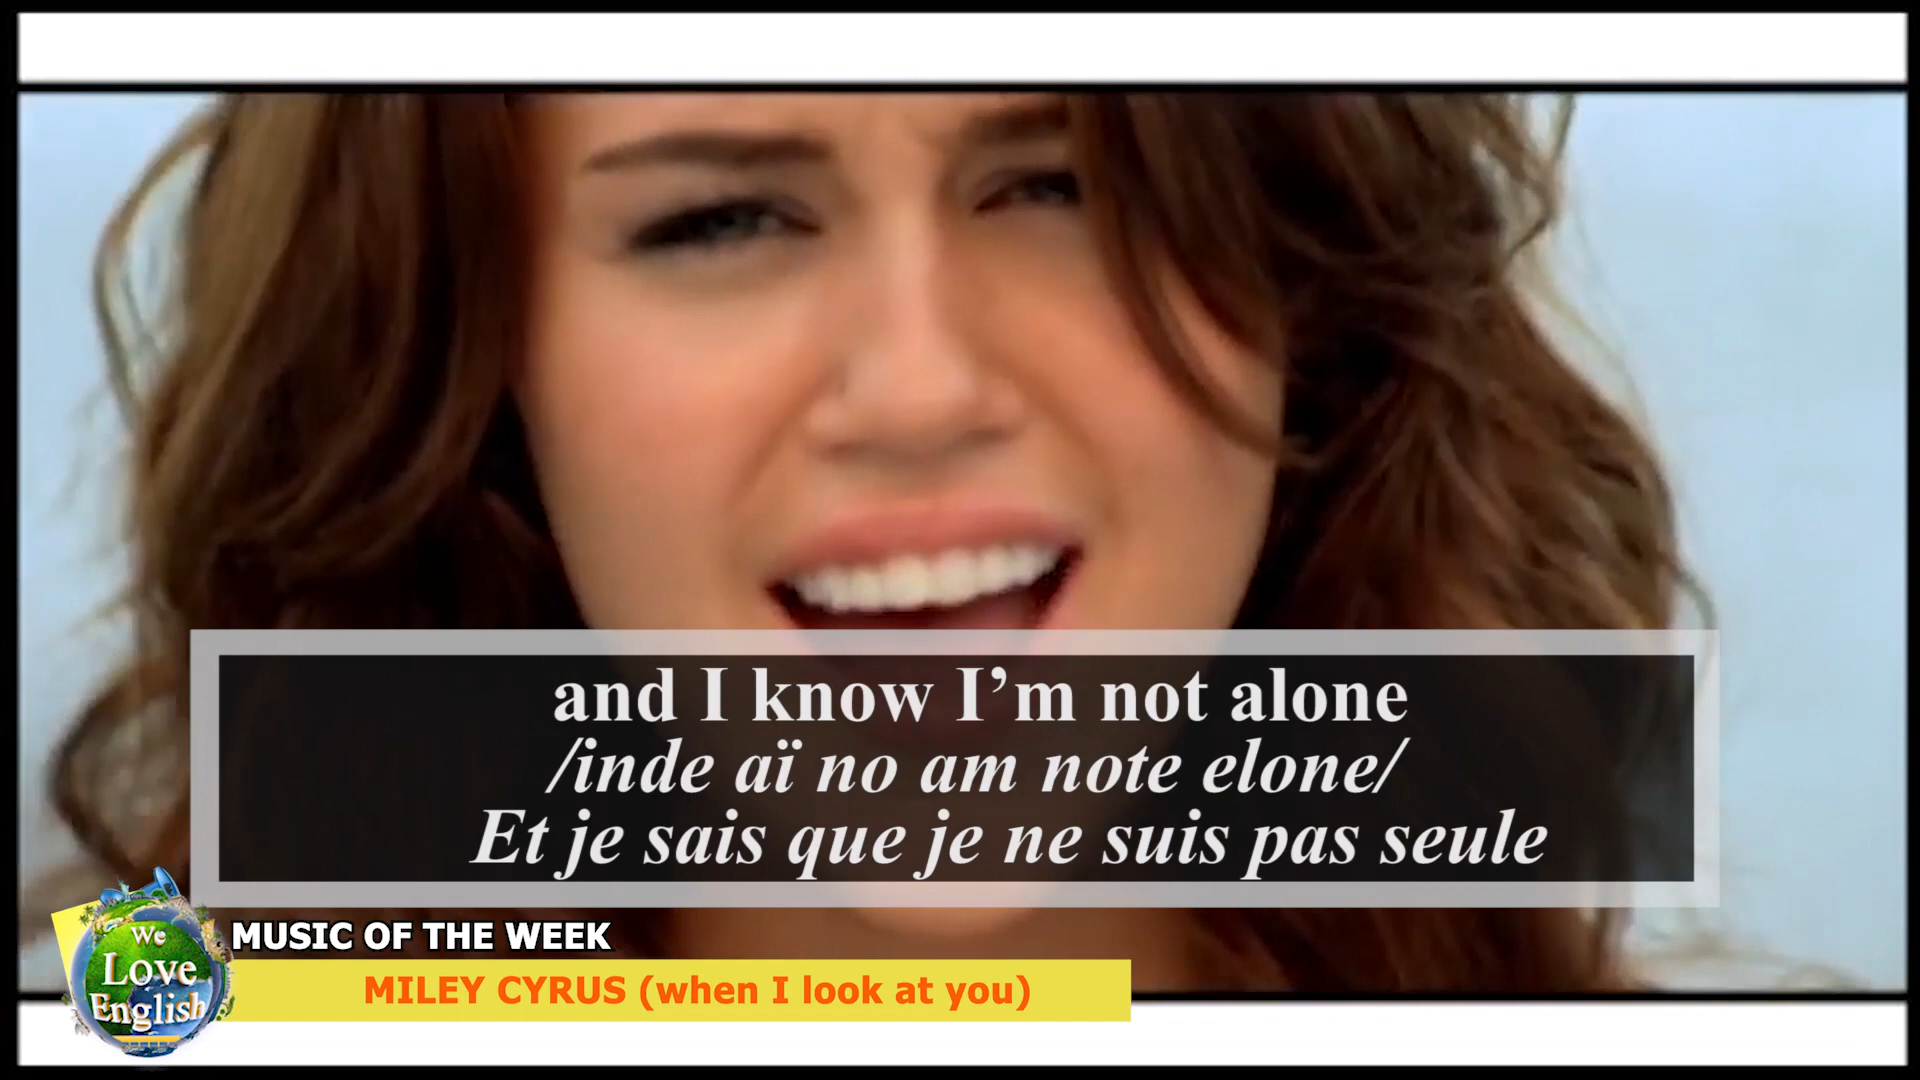 and I know I’m not alone
/inde aï no am note elone/
Et je sais que je ne suis pas seule
MUSIC OF THE WEEK
MILEY CYRUS (when I look at you)
We
Love
English